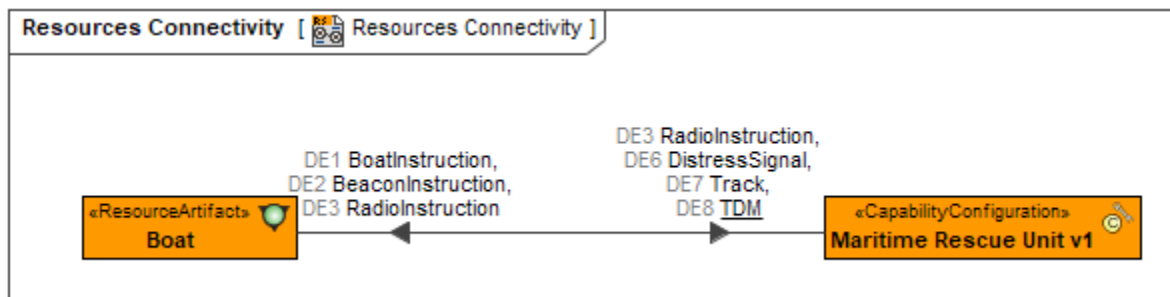 Resources Connectivity [ RS Resources Connectivity ]
DE1 BoatInstruction,
DE2 BeaconInstruction,
DE3 RadioInstruction
DE3 RadioInstruction,
DE6 DistressSignal,
DE7 Track,
DE8 TDM
«ResourceArtifact»
Boat
«CapabilityConfiguration»
C
Maritime Rescue Unit v1